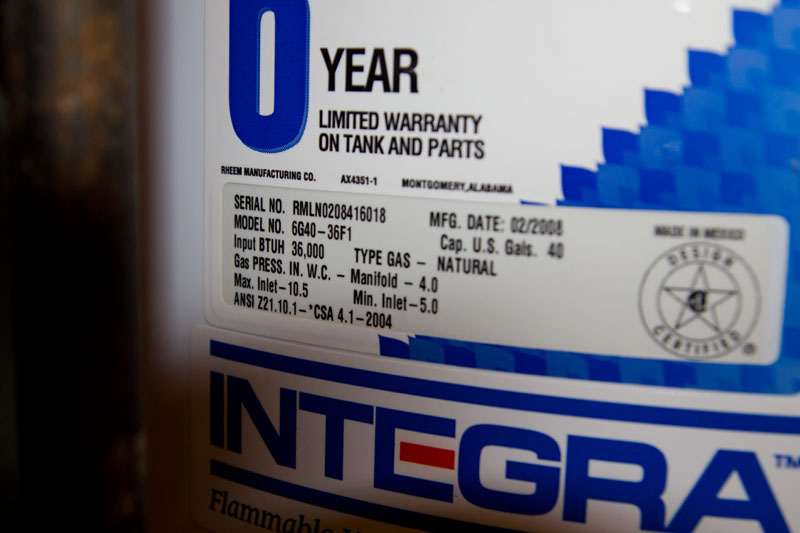 6 YEAR
LIMITED WARRANTY
ON TANK AND PARTS
RHEEM MANUFACTURING CO. AX4351-1 MONTGOMERY, ALABAMA
SERIAL NO. RMLN0208416018 MFG. DATE: 02/2008 MADE IN MEXICO
MODEL NO. 6G40-36F1 Cap. U.S. Gals. 40
Input BTUH 36,000 TYPE GAS - NATURAL
Gas PRESS. IN. W.C. - Manifold - 4.0
Max. Inlet-10.5 Min. Inlet-5.0
ANSI Z21.10.1-*CSA 4.1-2004
DESIGN
CERTIFIED
INTEGRA™
Flammable